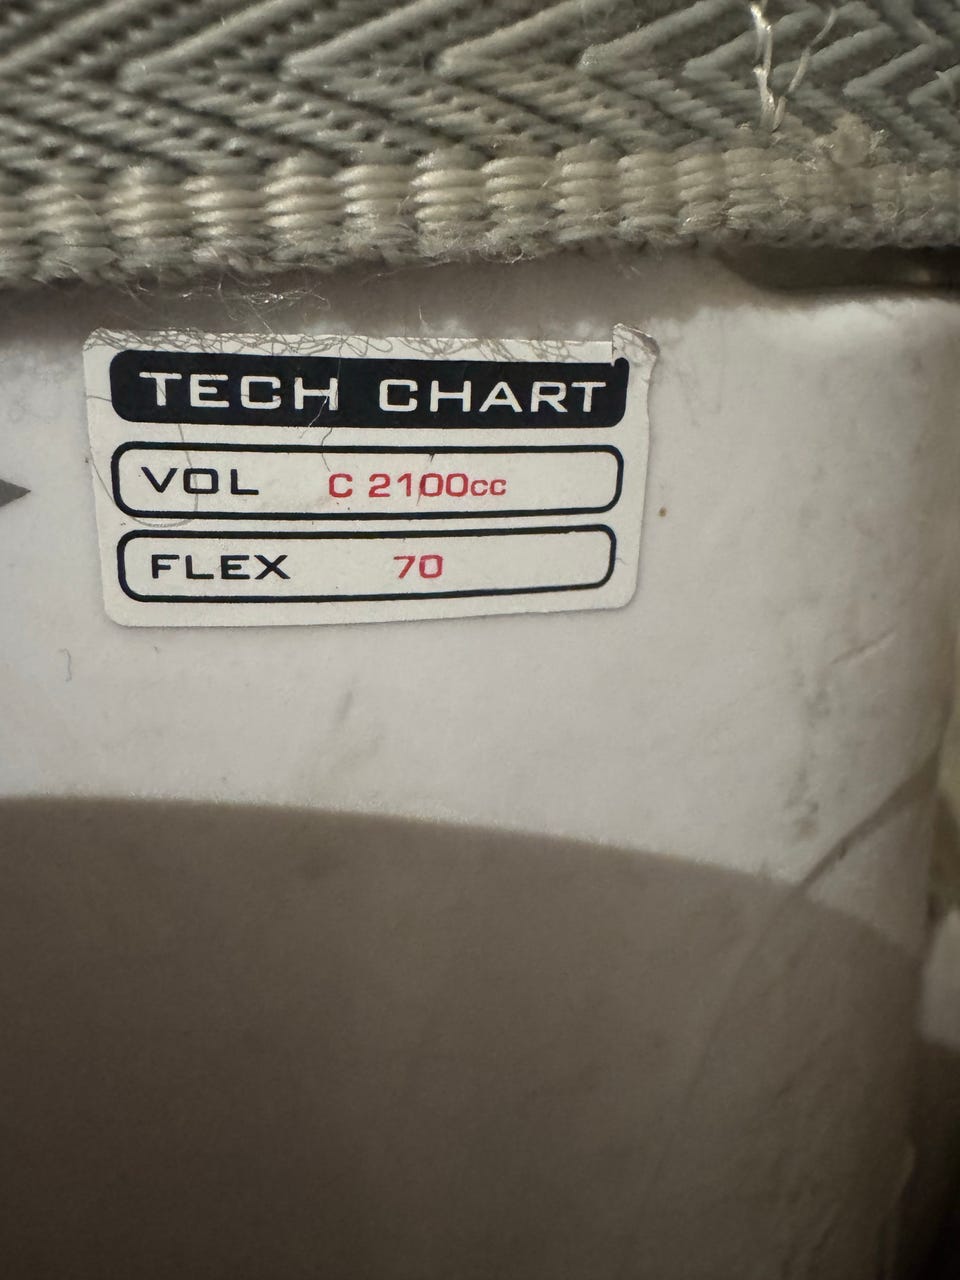 TECH CHART
VOL C 2100cc
FLEX 70